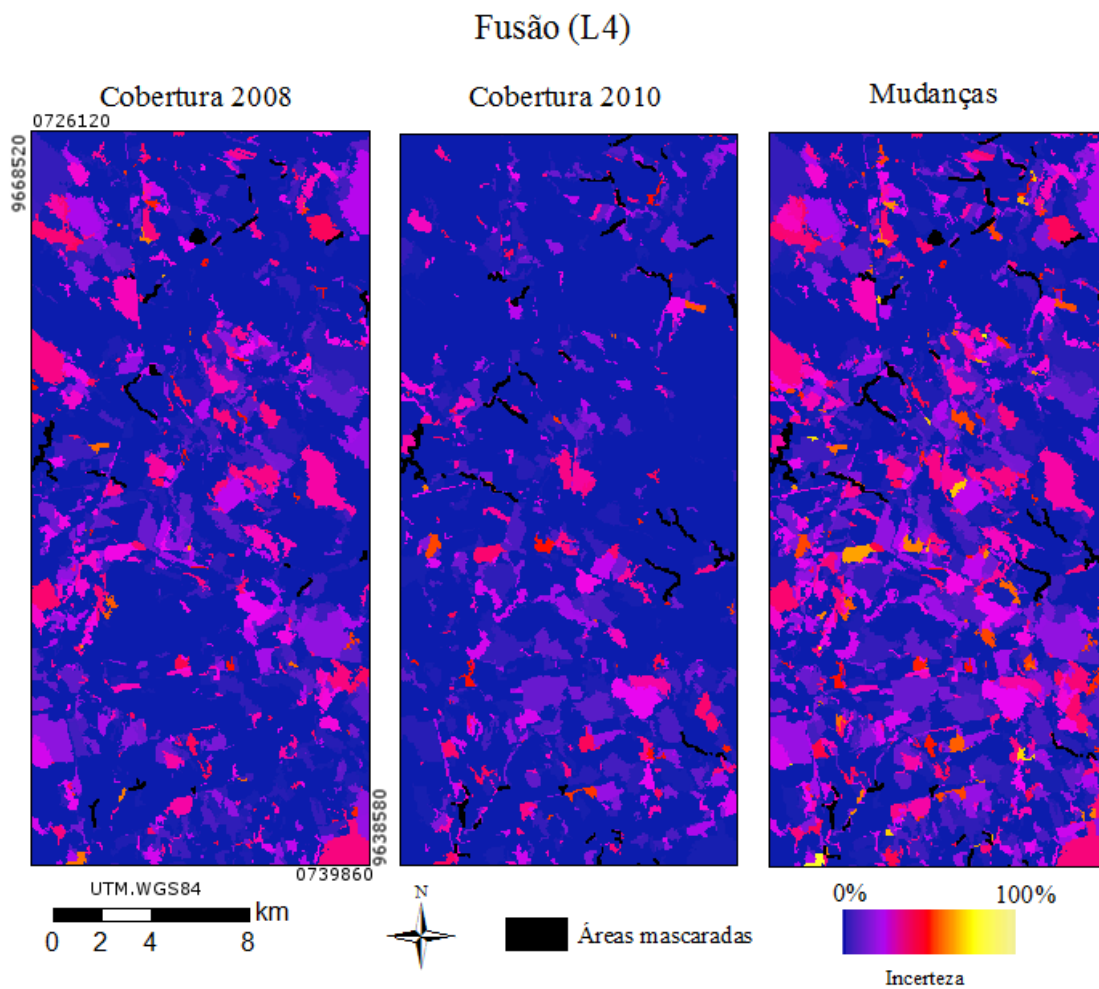 Fusão (L4)
Cobertura 2008
Cobertura 2010
Mudanças
0726120
9668520
9638580
0739860
UTM.WGS84
km
0 2 4 8
N
Áreas mascaradas
0% 100%
Incerteza